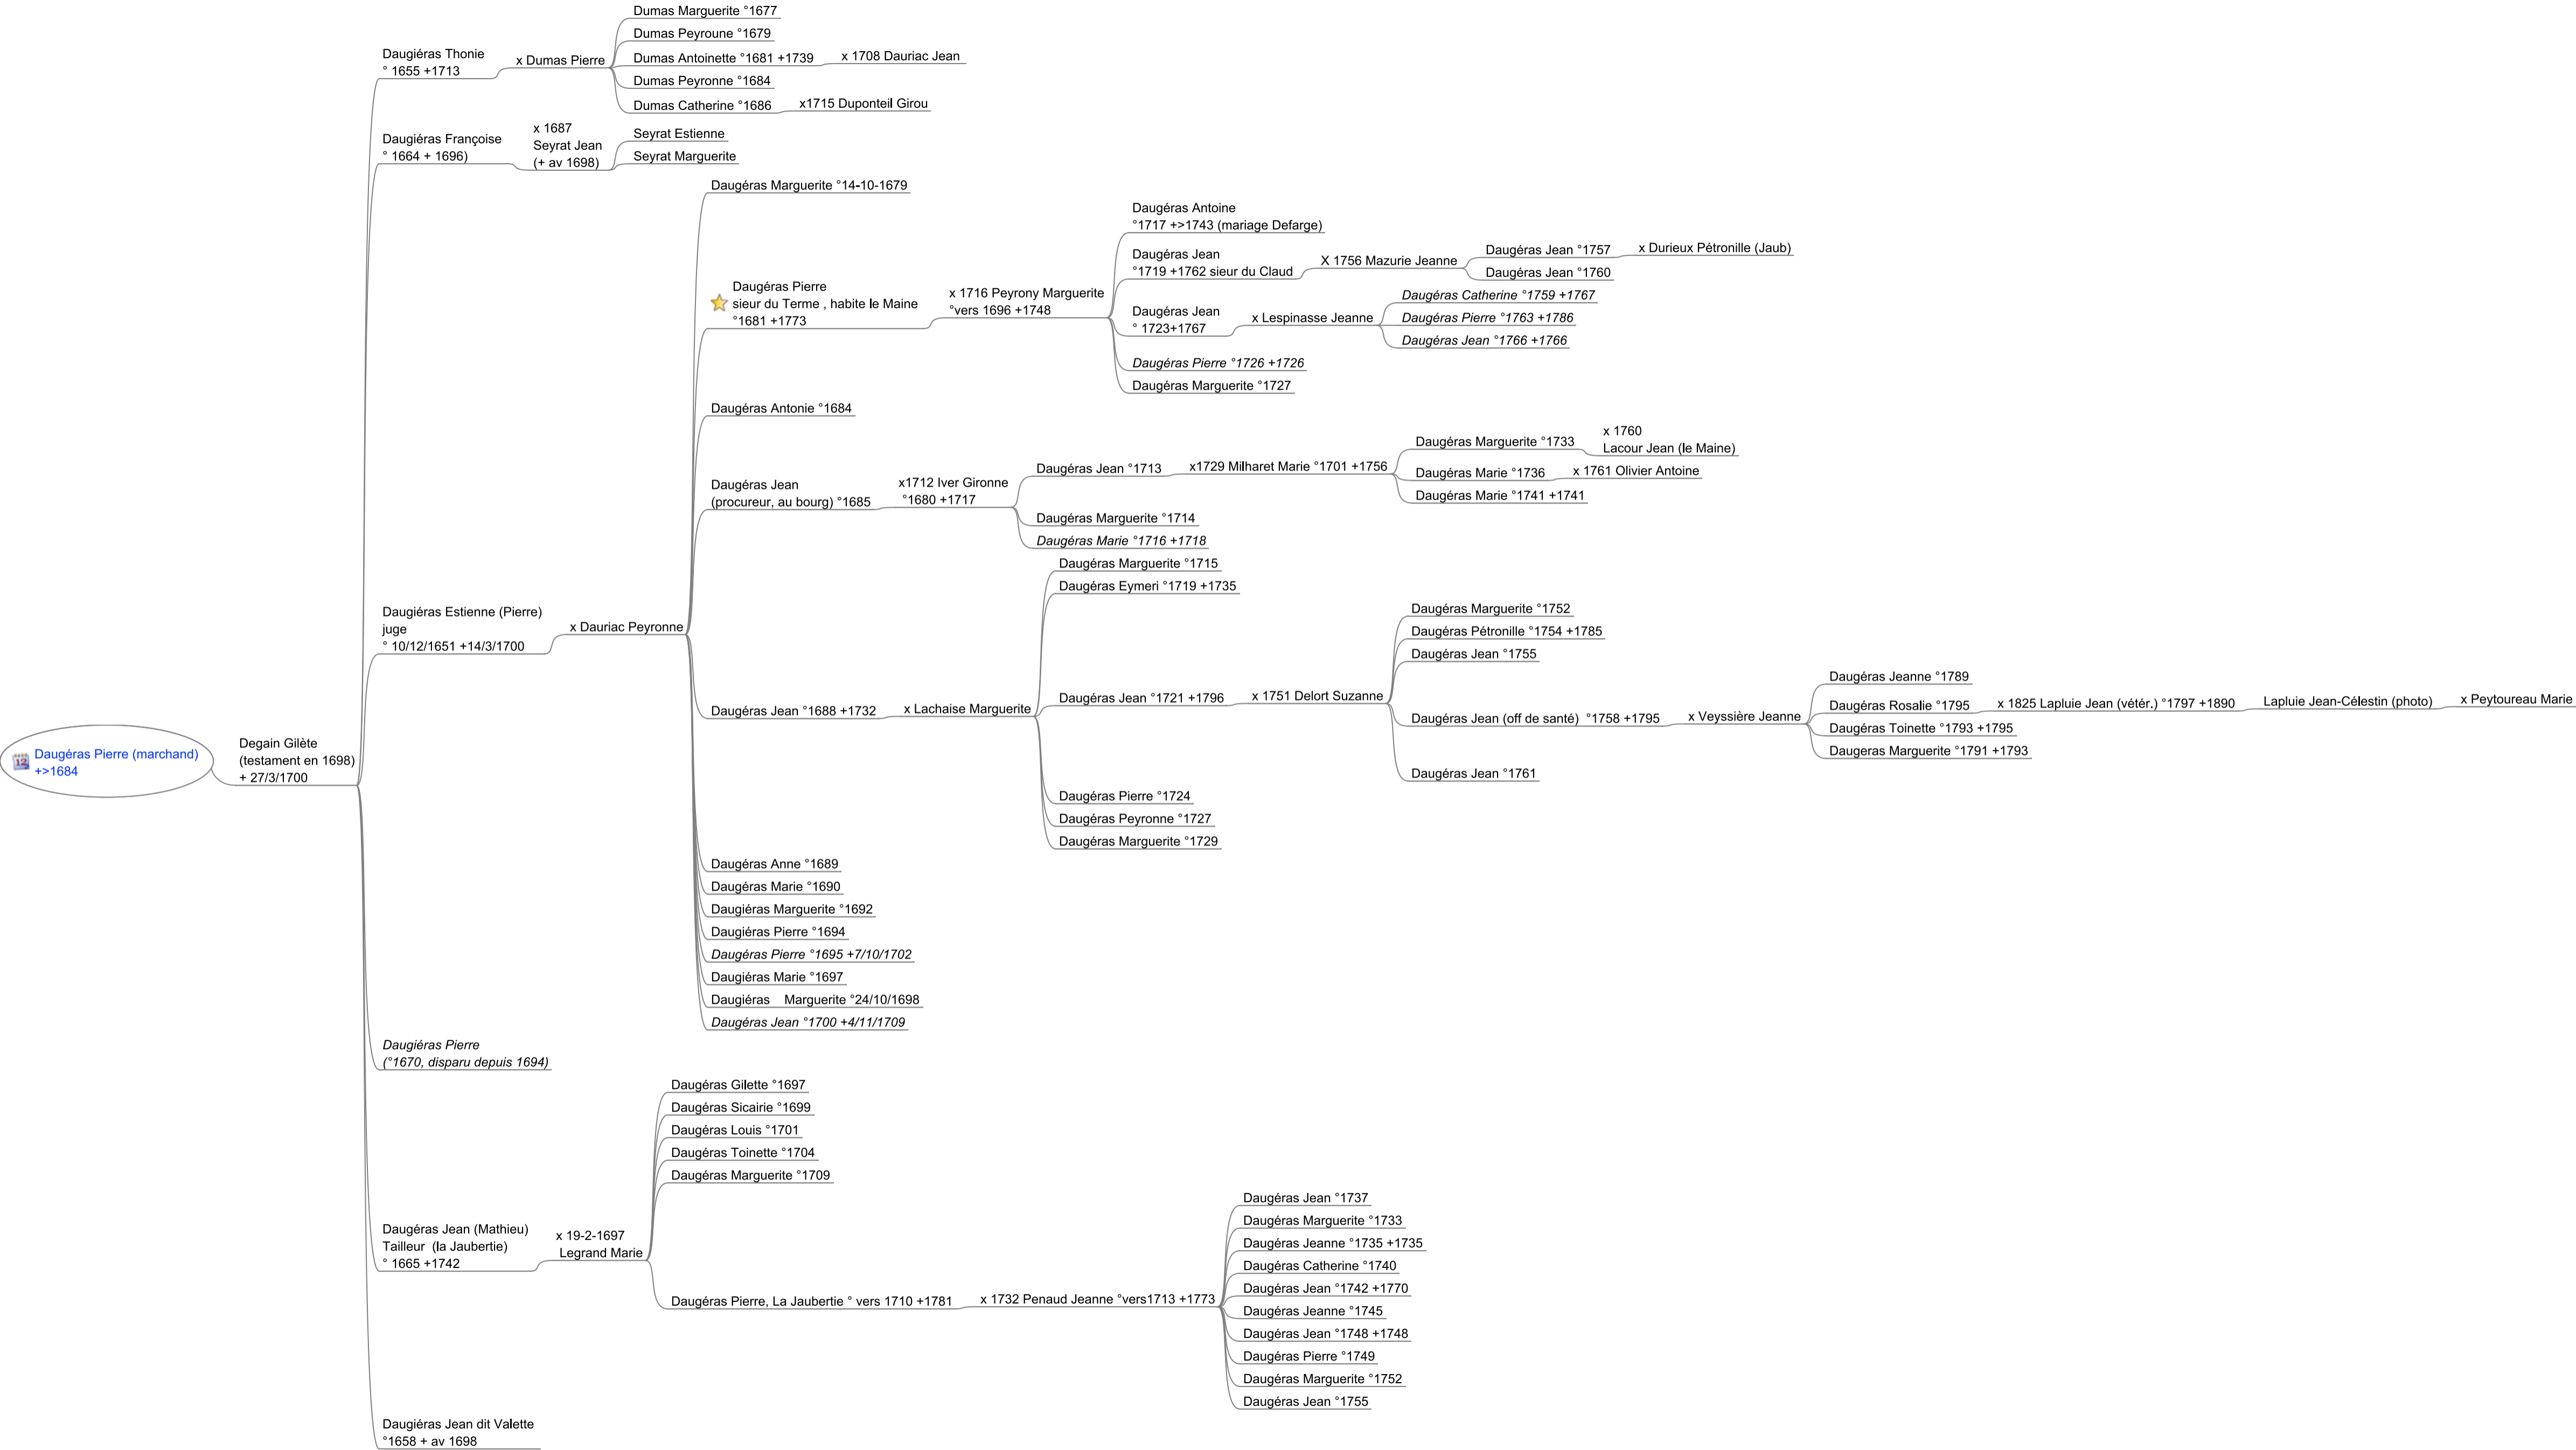 Daugéras Pierre (marchand)
+>1684
Degain Gilète
(testament en 1698)
+ 27/3/1700
Daugiéras Thonie
° 1655 +1713
x Dumas Pierre
Dumas Marguerite °1677
Dumas Peyroune °1679
Dumas Antoinette °1681 +1739
x 1708 Dauriac Jean
Dumas Peyronne °1684
Dumas Catherine °1686
x1715 Duponteil Girou
Daugiéras Françoise
° 1664 + 1696)
x 1687
Seyrat Jean
(+ av 1698)
Seyrat Estienne
Seyrat Marguerite
Daugiéras Estienne (Pierre)
juge
° 10/12/1651 +14/3/1700
x Dauriac Peyronne
Daugéras Marguerite °14-10-1679
Daugéras Pierre
sieur du Terme , habite le Maine
°1681 +1773
x 1716 Peyrony Marguerite
°vers 1696 +1748
Daugéras Antoine
°1717 +>1743 (mariage Defarge)
Daugéras Jean
°1719 +1762 sieur du Claud
X 1756 Mazurie Jeanne
Daugéras Jean °1757
x Durieux Pétronille (Jaub)
Daugéras Jean °1760
Daugéras Jean
° 1723+1767
x Lespinasse Jeanne
Daugéras Catherine °1759 +1767
Daugéras Pierre °1763 +1786
Daugéras Jean °1766 +1766
Daugéras Pierre °1726 +1726
Daugéras Marguerite °1727
Daugéras Antonie °1684
Daugéras Jean
(procureur, au bourg) °1685
x1712 Iver Gironne
°1680 +1717
Daugéras Jean °1713
x1729 Milharet Marie °1701 +1756
Daugéras Marguerite °1733
x 1760
Lacour Jean (le Maine)
Daugéras Marie °1736
x 1761 Olivier Antoine
Daugéras Marie °1741 +1741
Daugéras Marguerite °1714
Daugéras Marie °1716 +1718
Daugéras Jean °1688 +1732
x Lachaise Marguerite
Daugéras Marguerite °1715
Daugéras Eymeri °1719 +1735
Daugéras Jean °1721 +1796
x 1751 Delort Suzanne
Daugéras Marguerite °1752
Daugéras Pétronille °1754 +1785
Daugéras Jean °1755
Daugéras Jean (off de santé) °1758 +1795
x Veyssière Jeanne
Daugéras Jeanne °1789
Daugéras Rosalie °1795
x 1825 Lapluie Jean (vétér.) °1797 +1890
Lapluie Jean-Célestin (photo)
x Peytoureau Marie
Daugéras Toinette °1793 +1795
Daugeras Marguerite °1791 +1793
Daugéras Jean °1761
Daugéras Pierre °1724
Daugéras Peyronne °1727
Daugéras Marguerite °1729
Daugéras Anne °1689
Daugéras Marie °1690
Daugiéras Marguerite °1692
Daugiéras Pierre °1694
Daugéras Pierre °1695 +7/10/1702
Daugiéras Marie °1697
Daugiéras Marguerite °24/10/1698
Daugéras Jean °1700 +4/11/1709
Daugiéras Pierre
(°1670, disparu depuis 1694)
Daugéras Jean (Mathieu)
Tailleur (la Jaubertie)
° 1665 +1742
x 19-2-1697
Legrand Marie
Daugéras Gilette °1697
Daugéras Sicairie °1699
Daugéras Louis °1701
Daugéras Toinette °1704
Daugéras Marguerite °1709
Daugéras Pierre, La Jaubertie ° vers 1710 +1781
x 1732 Penaud Jeanne °vers1713 +1773
Daugéras Jean °1737
Daugéras Marguerite °1733
Daugéras Jeanne °1735 +1735
Daugéras Catherine °1740
Daugéras Jean °1742 +1770
Daugéras Jeanne °1745
Daugéras Jean °1748 +1748
Daugéras Pierre °1749
Daugéras Marguerite °1752
Daugéras Jean °1755
Daugiéras Jean dit Valette
°1658 + av 1698